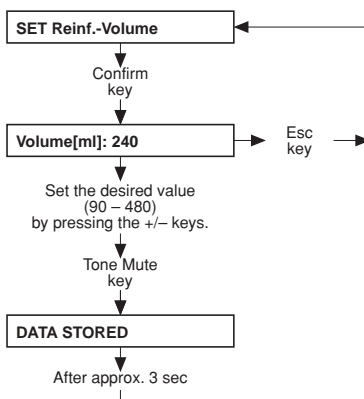 SET Reinf.-Volume
Confirm
key
Volume[ml]: 240
Esc
key
Set the desired value
(90 – 480)
by pressing the +/– keys.
Tone Mute
key
DATA STORED
After approx. 3 sec